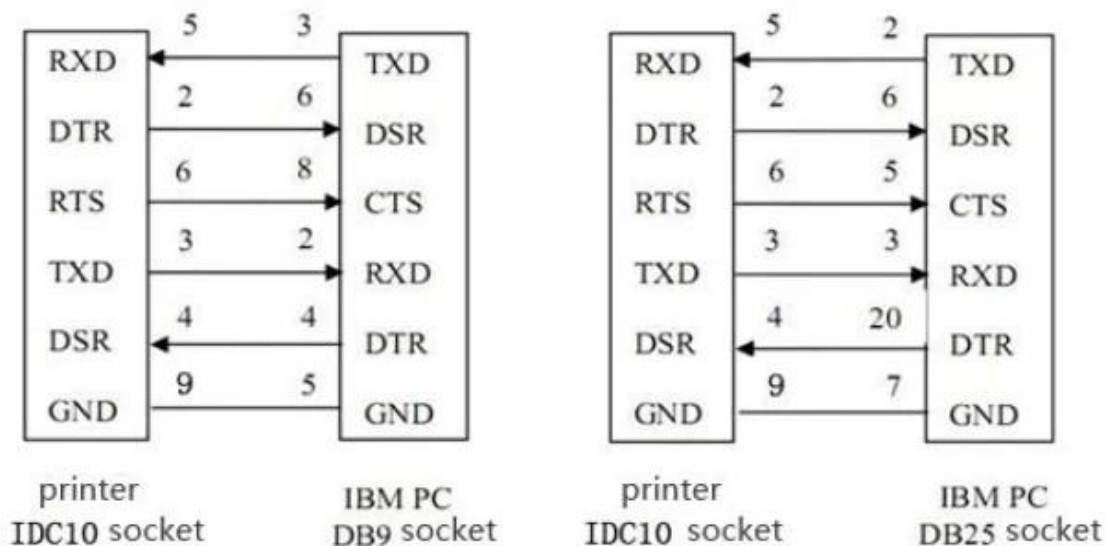 5 3
RXD TXD
2 6
DTR DSR
6 8
RTS CTS
3 2
TXD RXD
4 4
DSR DTR
9 5
GND GND
printer IBM PC
IDC10 socket DB9 socket
5 2
RXD TXD
2 6
DTR DSR
6 5
RTS CTS
3 3
TXD RXD
4 20
DSR DTR
9 7
GND GND
printer IBM PC
IDC10 socket DB25 socket